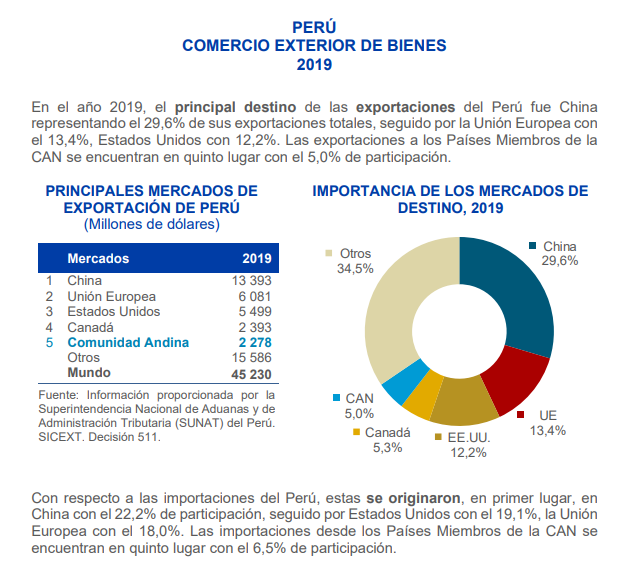 PERÚ
COMERCIO EXTERIOR DE BIENES
2019
En el año 2019, el principal destino de las exportaciones del Perú fue China
representando el 29,6% de sus exportaciones totales, seguido por la Unión Europea con
el 13,4%, Estados Unidos con 12,2%. Las exportaciones a los Países Miembros de la
CAN se encuentran en quinto lugar con el 5,0% de participación.
PRINCIPALES MERCADOS DE
EXPORTACIÓN DE PERÚ
(Millones de dólares)
Mercados 2019
1 China 13 393
2 Unión Europea 6 081
3 Estados Unidos 5 499
4 Canadá 2 393
5 Comunidad Andina 2 278
Otros 15 586
Mundo 45 230
Fuente: Información proporcionada por la
Superintendencia Nacional de Aduanas y de
Administración Tributaria (SUNAT) del Perú.
SICEXT. Decisión 511.
IMPORTANCIA DE LOS MERCADOS DE
DESTINO, 2019
Otros
34,5%
China
29,6%
CAN
5,0%
Canadá
5,3%
EE.UU.
12,2%
UE
13,4%
Con respecto a las importaciones del Perú, estas se originaron, en primer lugar, en
China con el 22,2% de participación, seguido por Estados Unidos con el 19,1%, la Unión
Europea con el 18,0%. Las importaciones desde los Países Miembros de la CAN se
encuentran en quinto lugar con el 6,5% de participación.